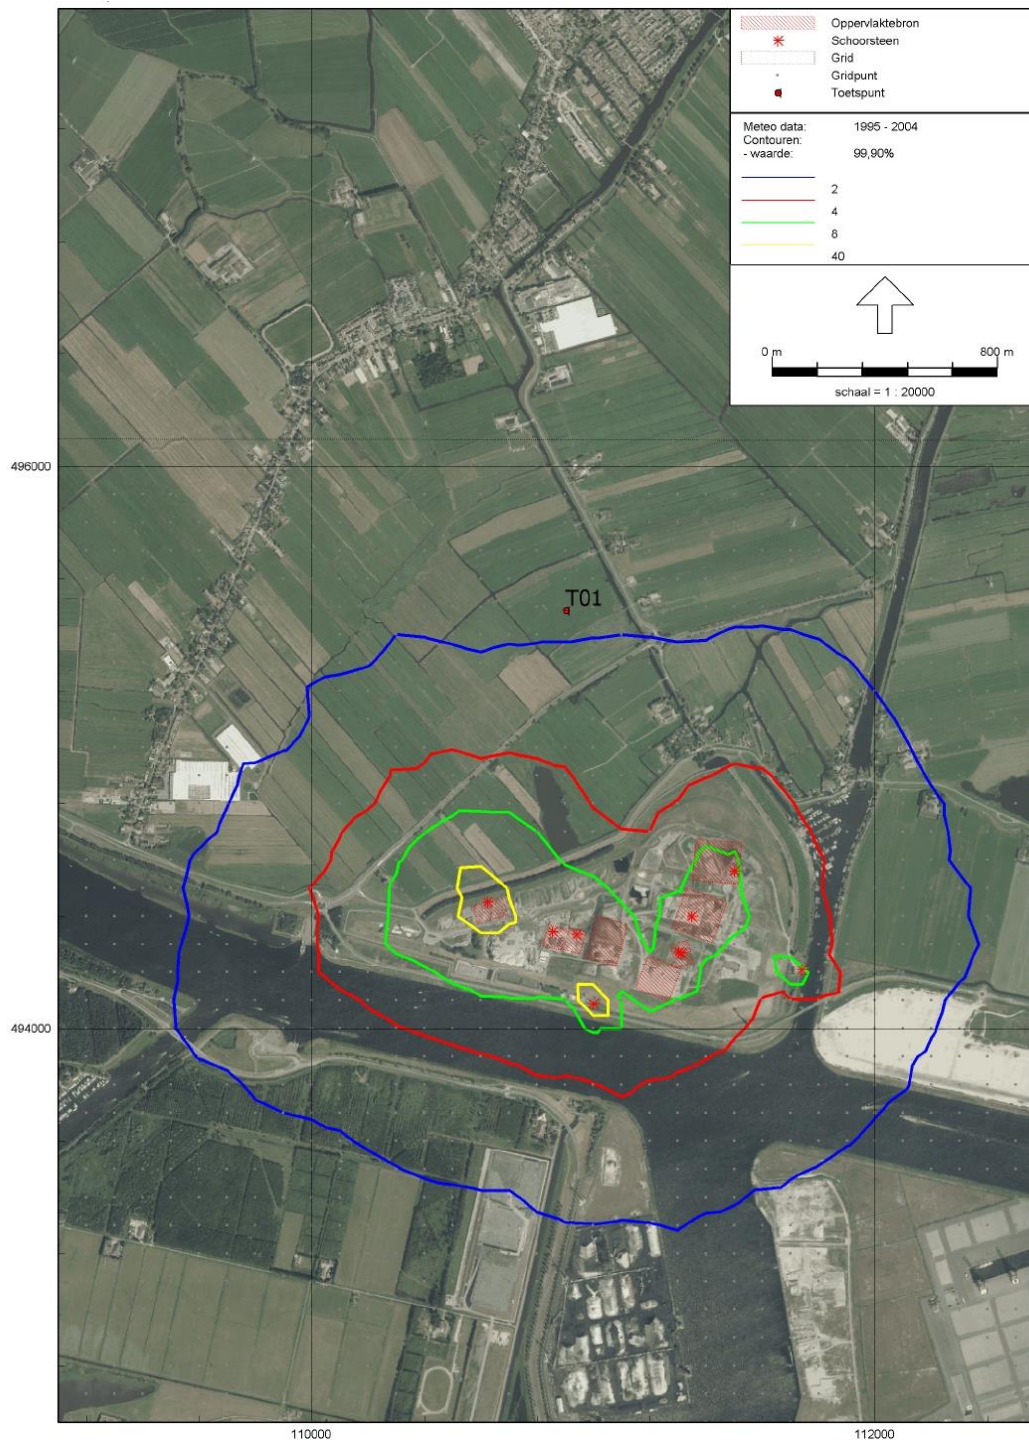 Oppervlaktebron
Schoorsteen
Grid
Gridpunt
Toetspunt
Meteo data: 1995 - 2004
Contouren:
- waarde: 99,90%
2
4
8
40
0 m 800 m
schaal = 1 : 20000
496000
T01
494000
110000 112000